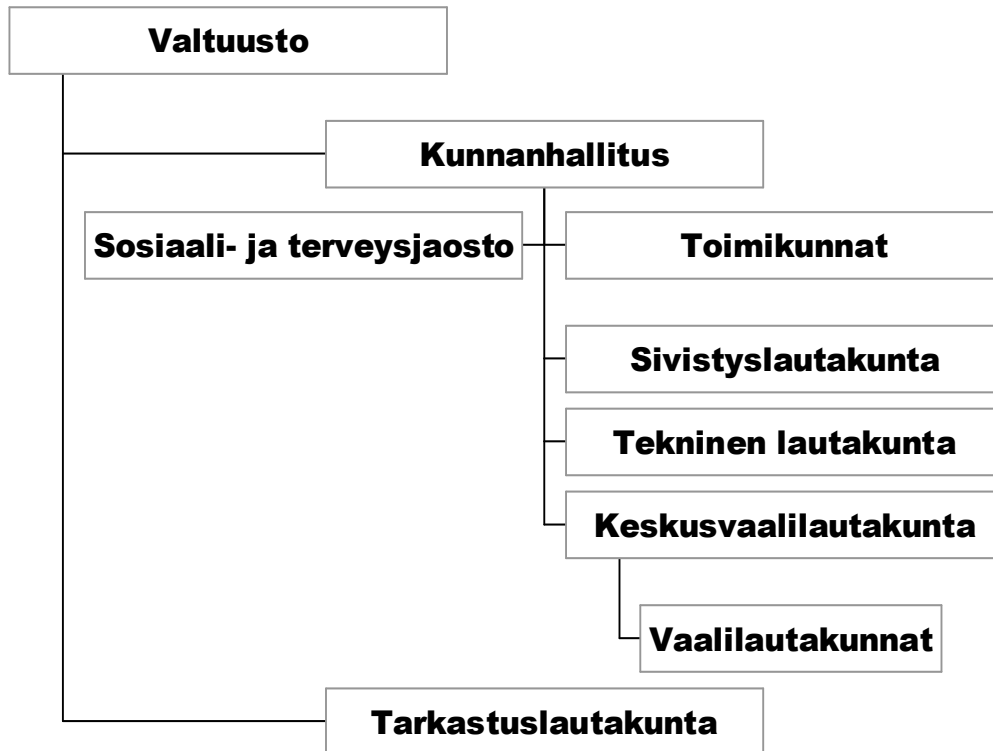 Valtuusto
Kunnanhallitus
Sosiaali- ja terveysjaosto
Toimikunnat
Sivistyslautakunta
Tekninen lautakunta
Keskusvaalilautakunta
Vaalilautakunnat
Tarkastuslautakunta